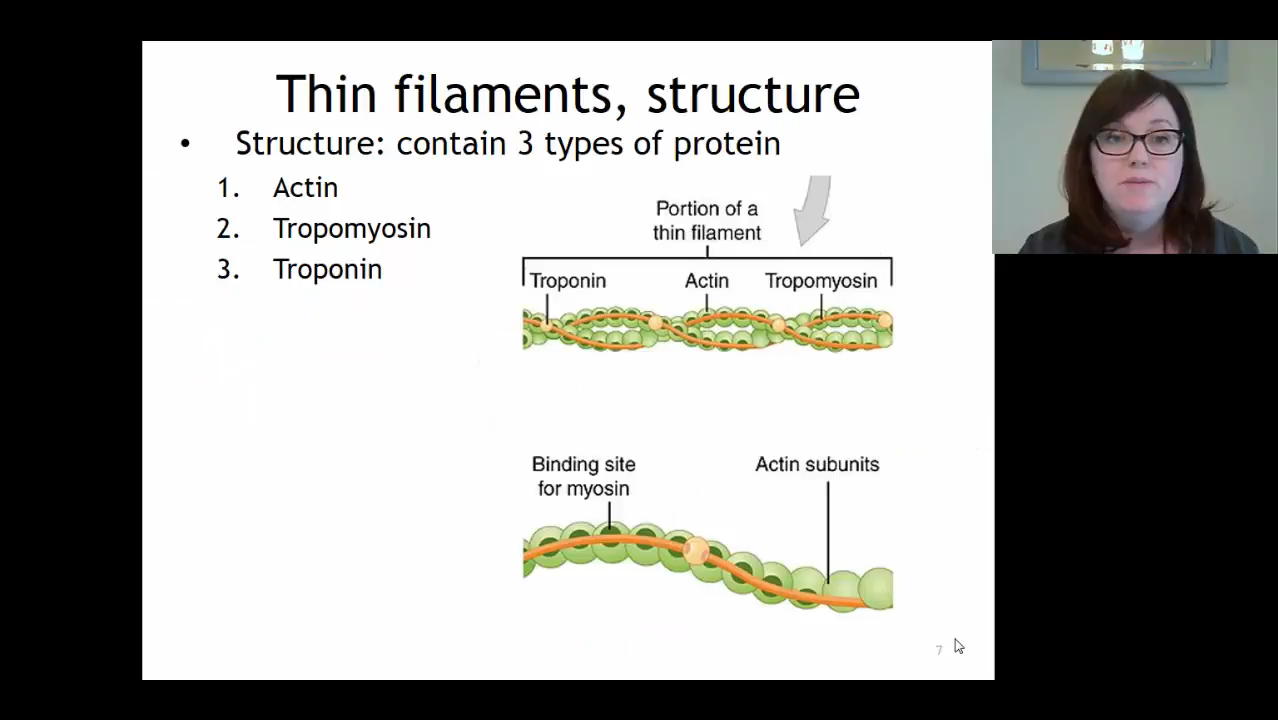 Thin filaments, structure
• Structure: contain 3 types of protein
1. Actin
2. Tropomyosin
3. Troponin
Portion of a
thin filament
Troponin Actin Tropomyosin
Binding site
for myosin
Actin subunits
7